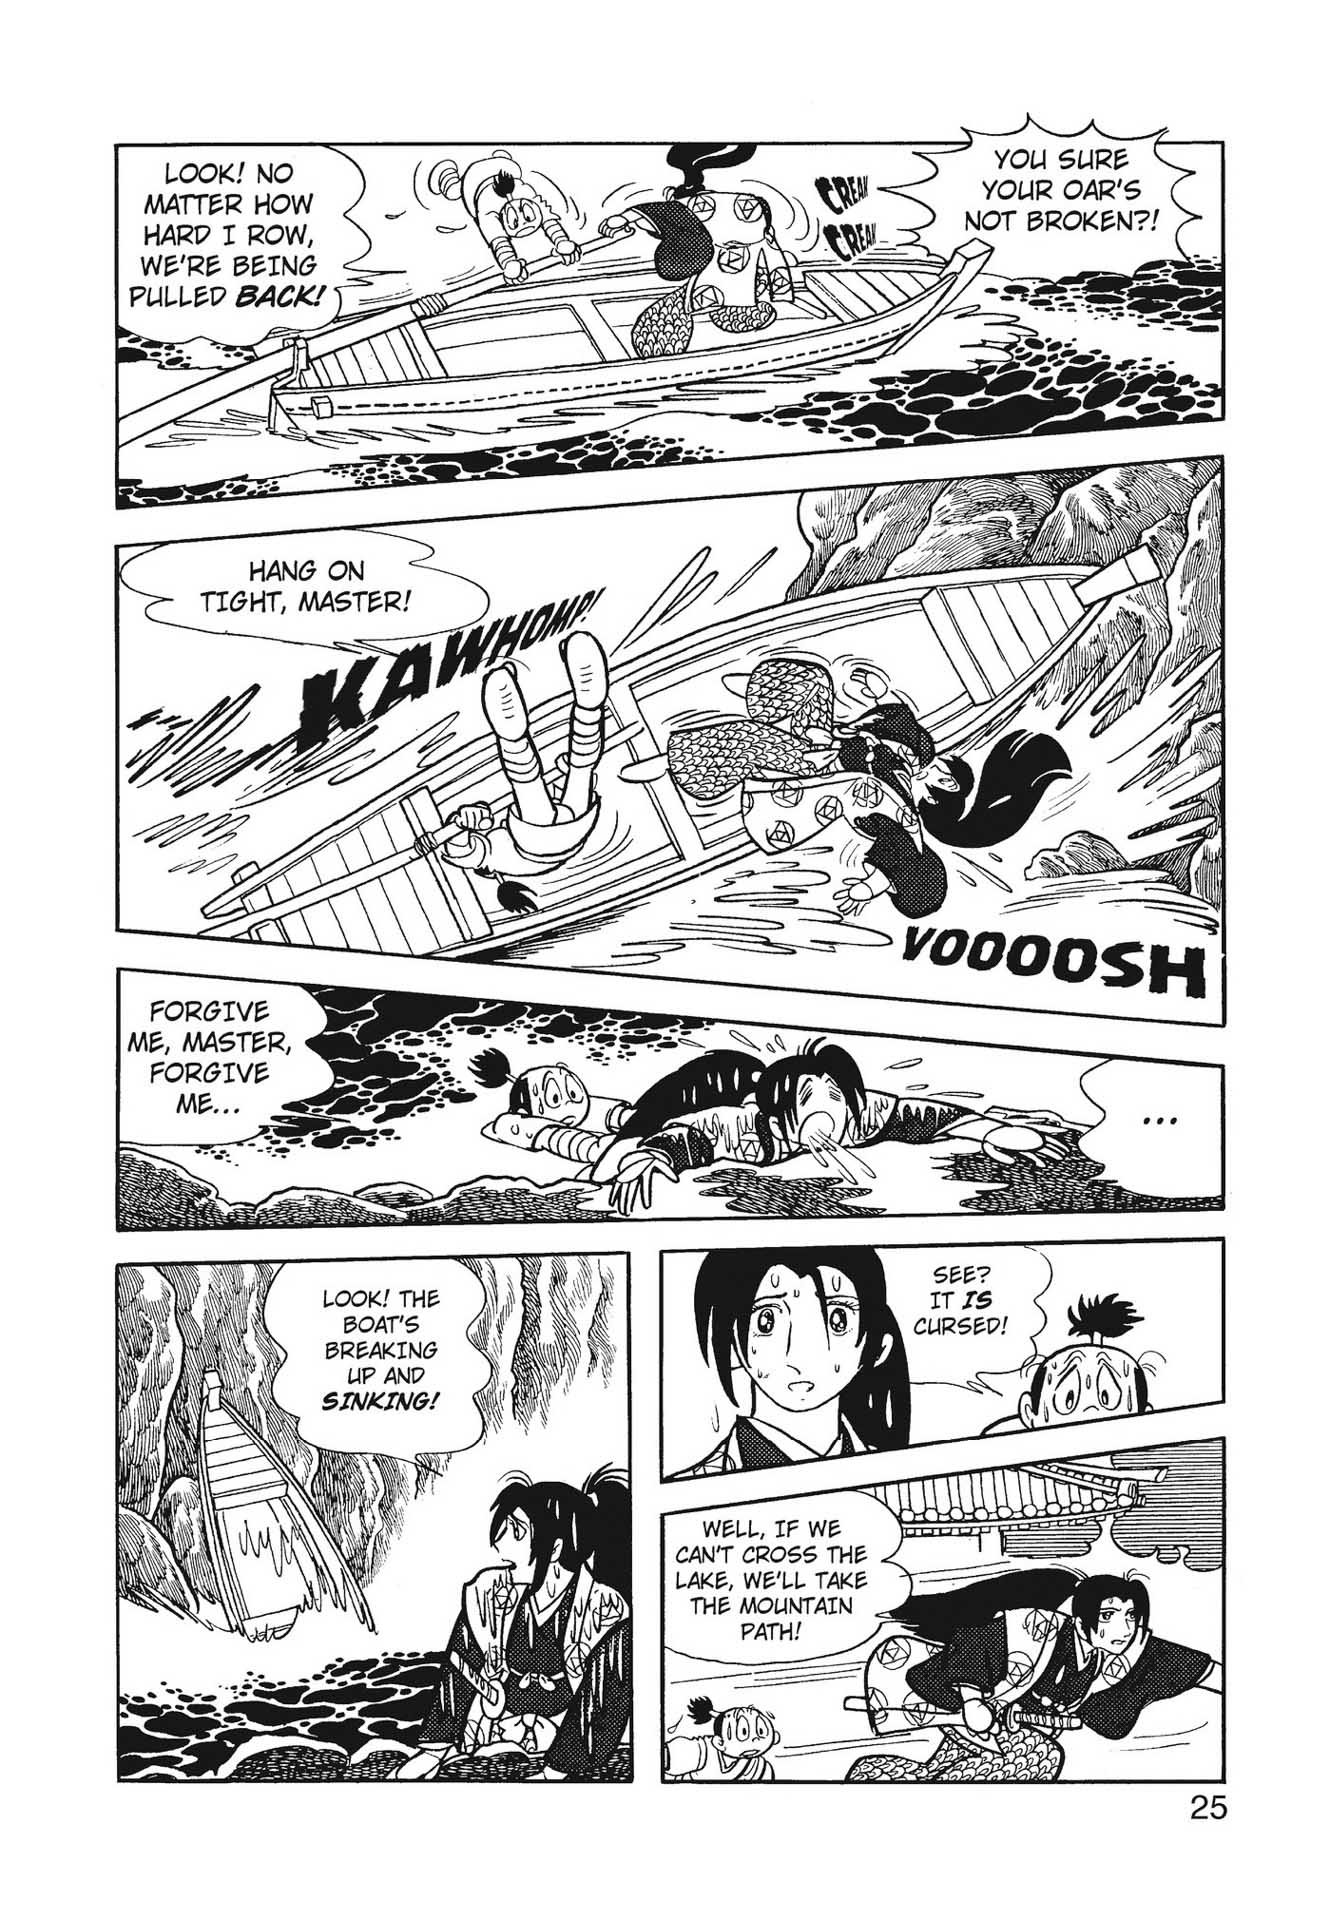 LOOK! NO
MATTER HOW
HARD I ROW,
WE'RE BEING
PULLED BACK!
CREAK
CREAK
YOU SURE
YOUR OAR'S
NOT BROKEN?!
HANG ON
TIGHT, MASTER!
KAWHOMP!
VOOOOSH
FORGIVE
ME, MASTER,
FORGIVE
ME...
...
LOOK! THE
BOAT'S
BREAKING
UP AND
SINKING!
SEE?
IT IS
CURSED!
WELL, IF WE
CAN'T CROSS THE
LAKE, WE'LL TAKE
THE MOUNTAIN
PATH!
25